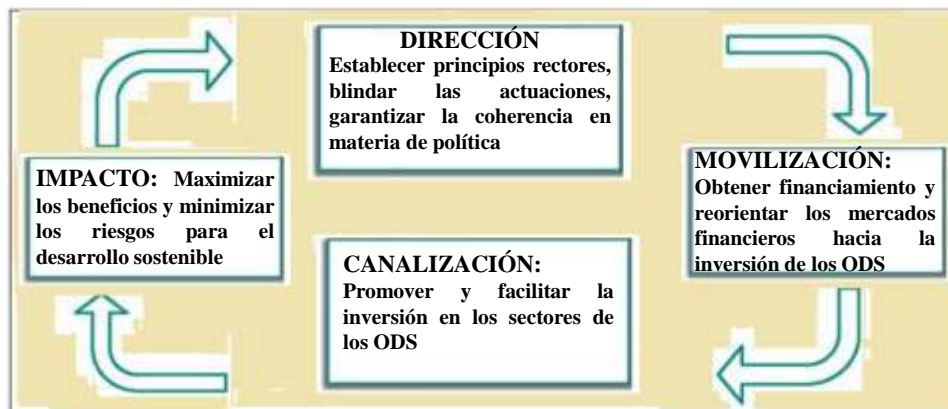 DIRECCIÓN
Establecer principios rectores,
blindar las actuaciones,
garantizar la coherencia en
materia de política
MOVILIZACIÓN:
Obtener financiamiento y
reorientar los mercados
financieros hacia la
inversión de los ODS
CANALIZACIÓN:
Promover y facilitar la
inversión en los sectores de
los ODS
IMPACTO: Maximizar
los beneficios y minimizar
los riesgos para el
desarrollo sostenible